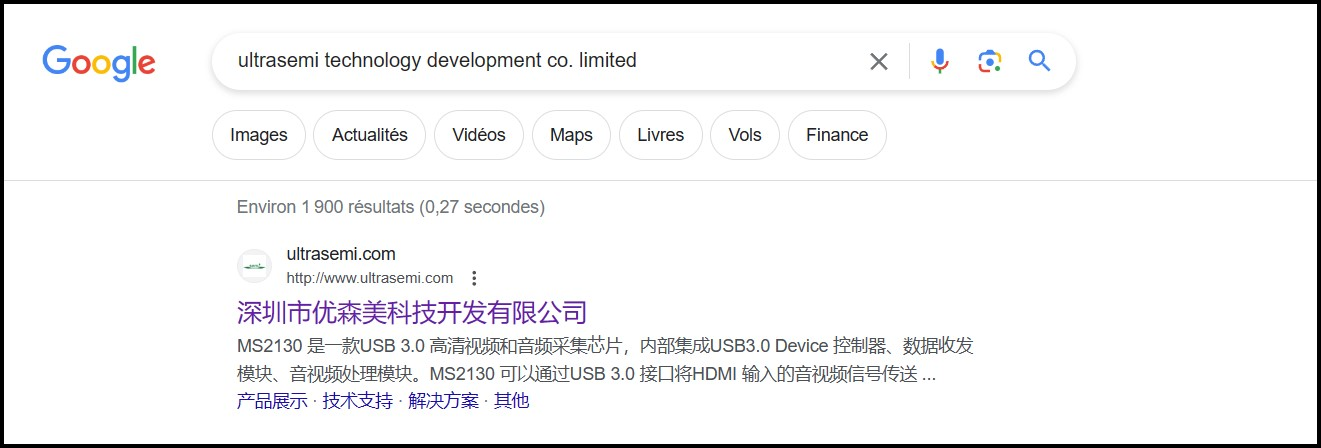 Google
ultrasemi technology development co. limited
Images
Actualités
Vidéos
Maps
Livres
Vols
Finance
Environ 1 900 résultats (0,27 secondes)
ultrasemi.com
http://www.ultrasemi.com
深圳市优森美科技开发有限公司
MS2130 是一款USB 3.0 高清视频和音频采集芯片，内部集成USB3.0 Device 控制器、数据收发
模块、音视频处理模块。MS2130 可以通过USB 3.0 接口将HDMI 输入的音视频信号传送 ...
产品展示 · 技术支持 · 解决方案 · 其他